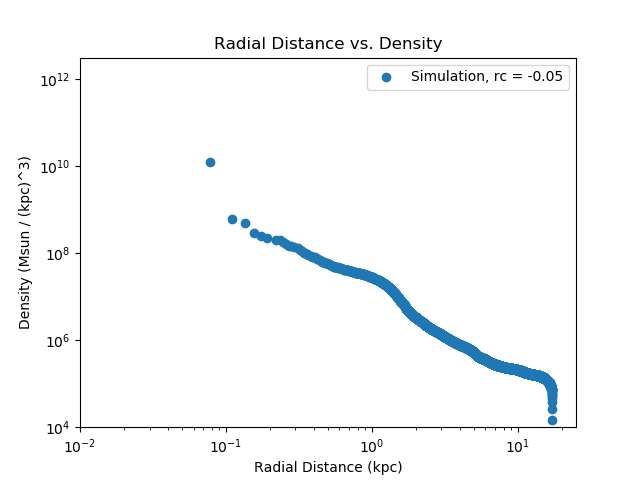 Radial Distance vs. Density
Simulation, rc = -0.05
Density (Msun / (kpc)^3)
10^12
10^10
10^8
10^6
10^4
10^−2
10^−1
10^0
10^1
Radial Distance (kpc)